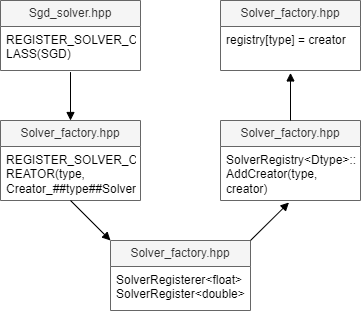 Sgd_solver.hpp
REGISTER_SOLVER_C
LASS(SGD)
Solver_factory.hpp
REGISTER_SOLVER_C
REATOR(type,
Creator_##type##Solver
Solver_factory.hpp
SolverRegisterer<float>
SolverRegister<double>
Solver_factory.hpp
SolverRegistry<Dtype>::
AddCreator(type,
creator)
Solver_factory.hpp
registry[type] = creator